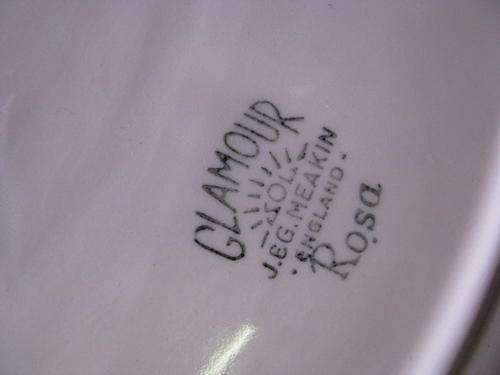 GLAMOUR
SOL
J.&G. MEAKIN
ENGLAND.
Rosa